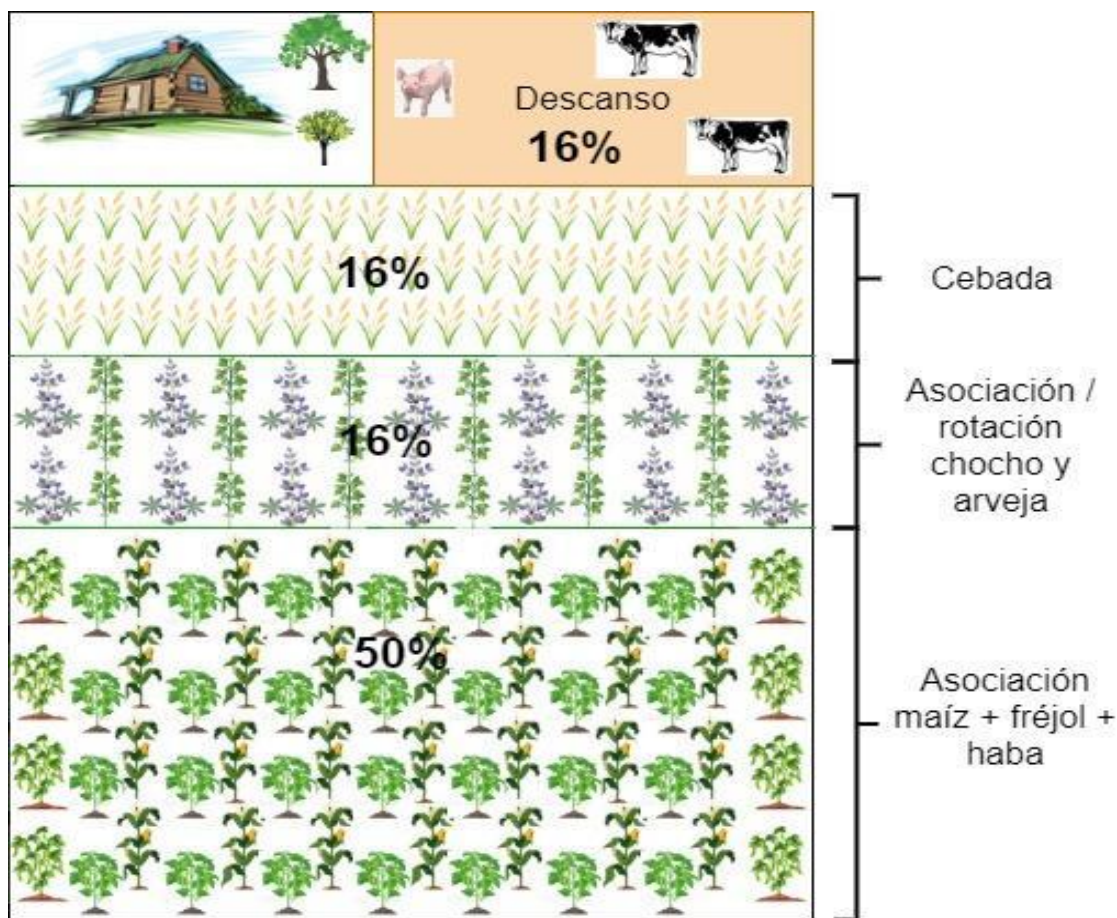 Descanso
16%
16%
Cebada
16%
Asociación /
rotación
chocho y
arveja
50%
Asociación
maíz + fréjol +
haba